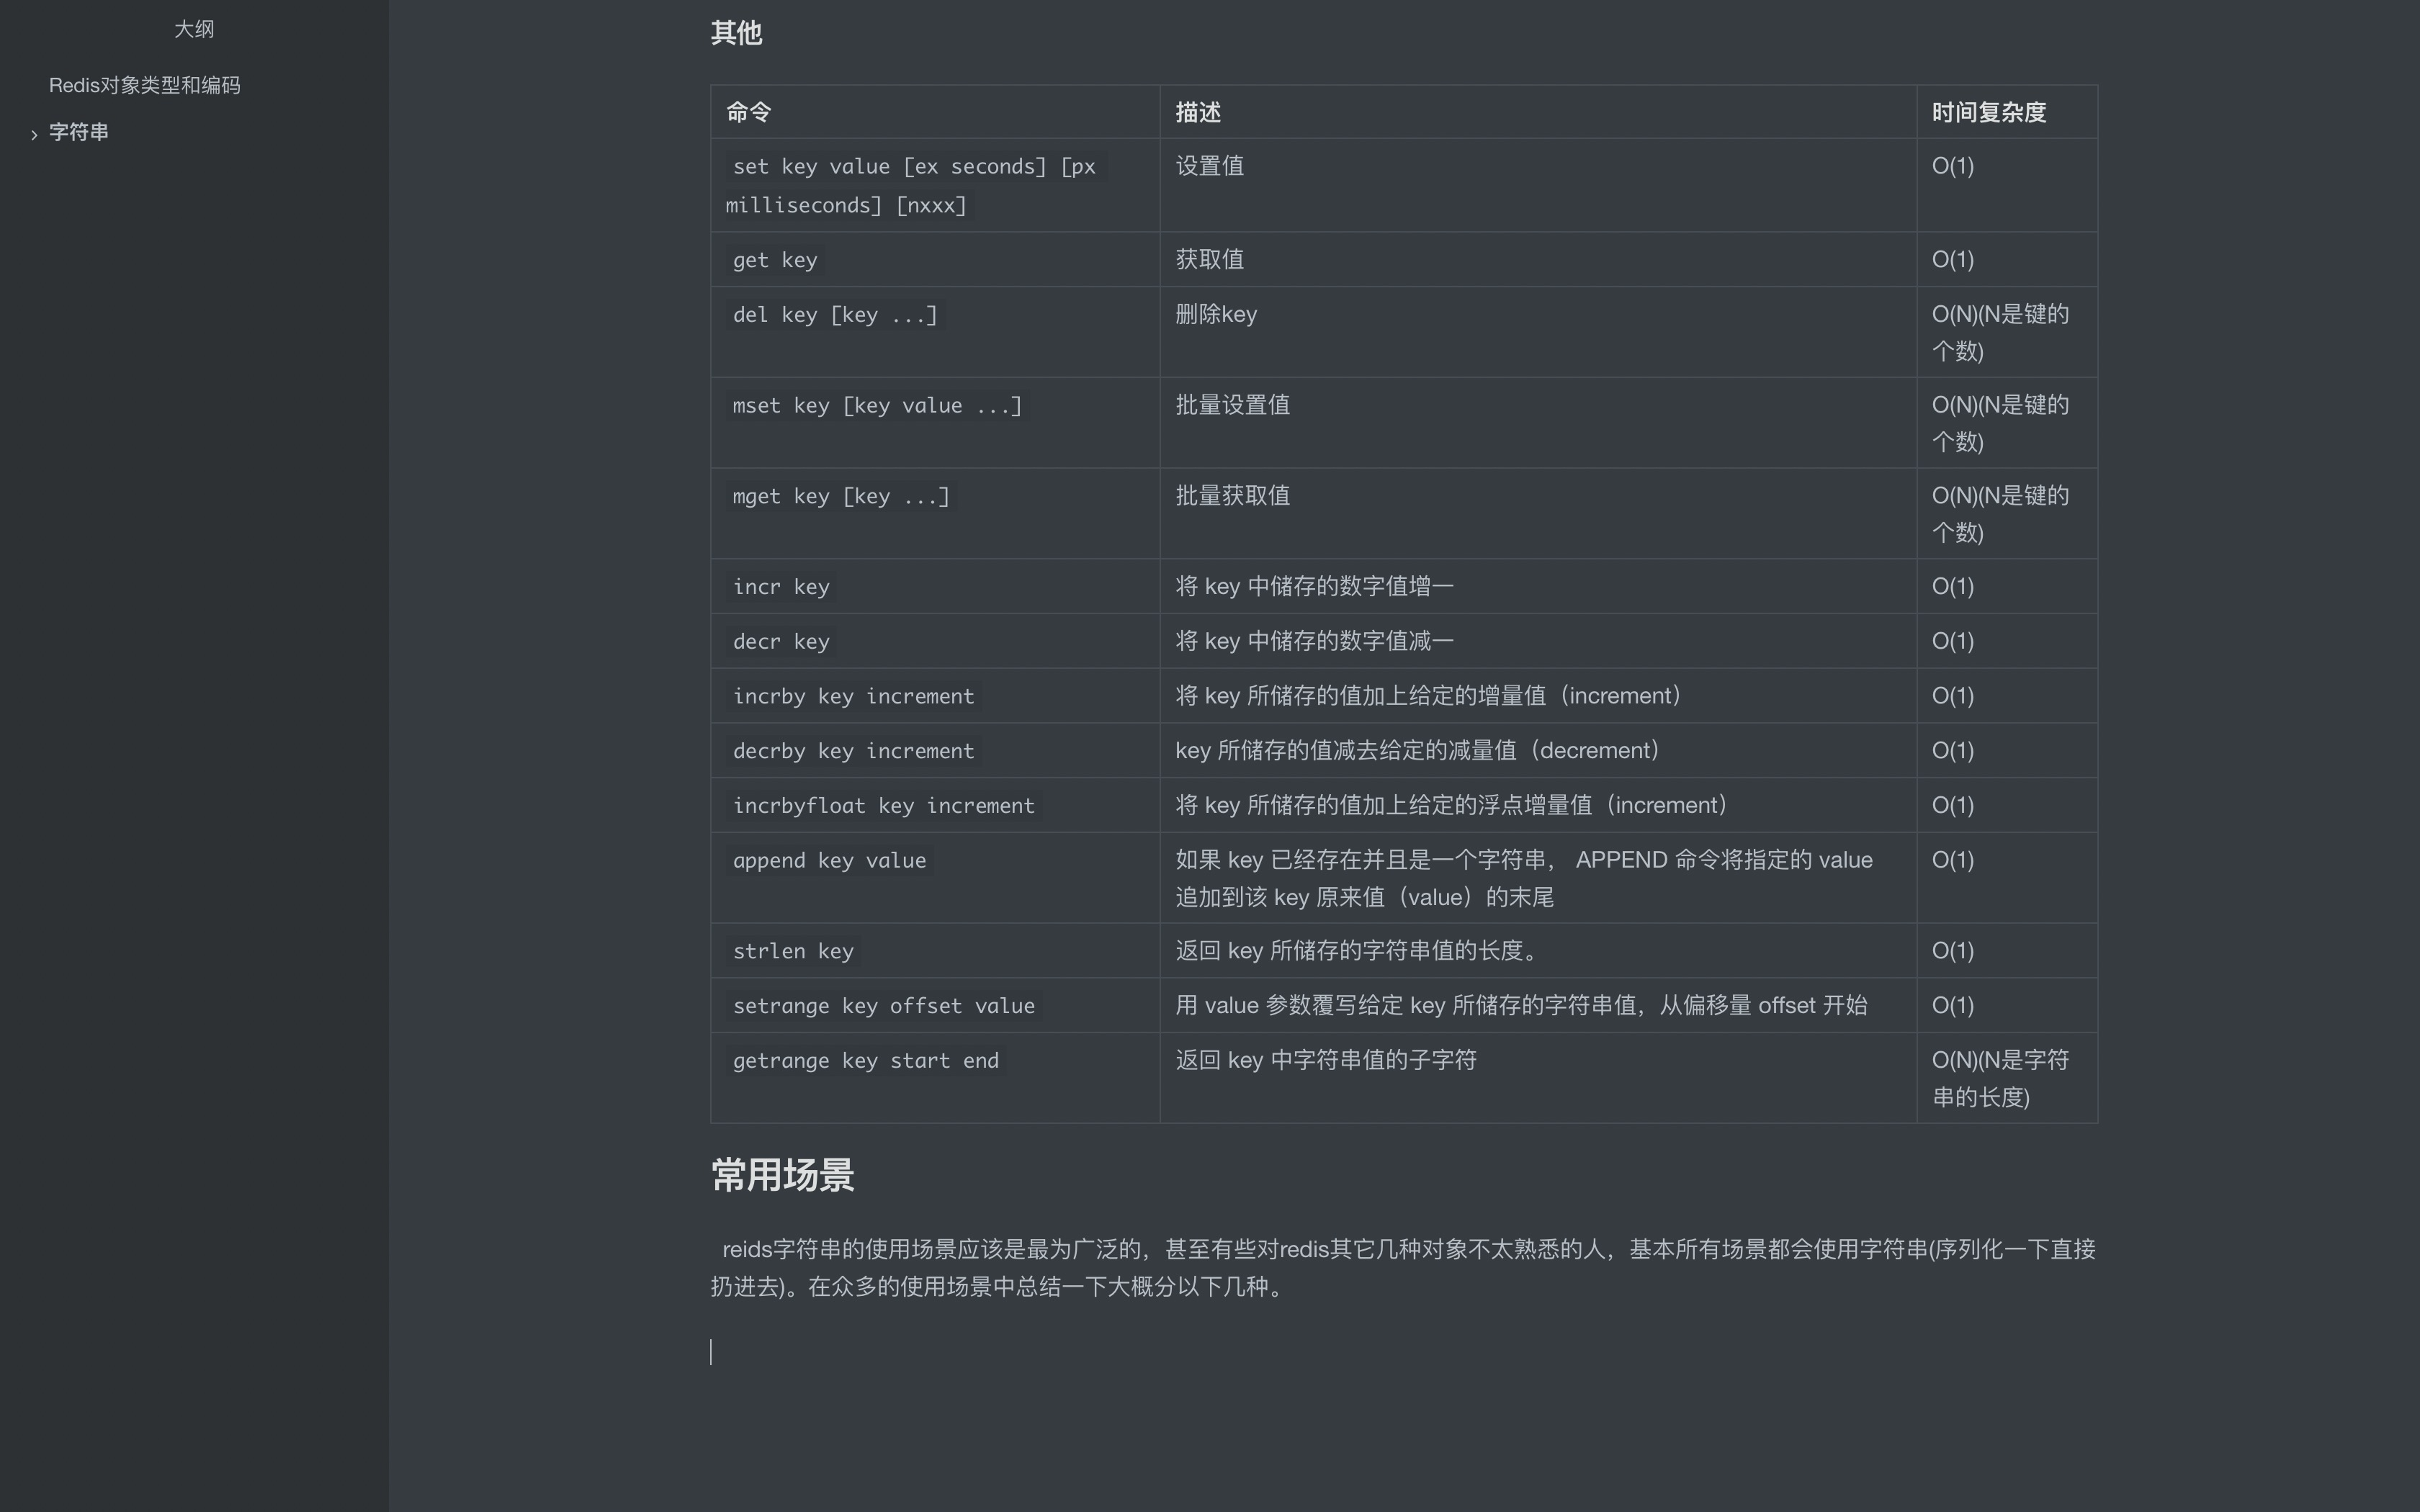 大纲
Redis对象类型和编码
字符串
其他
命令 描述 时间复杂度
set key value [ex seconds] [px 设置值 O(1)
milliseconds] [nxxx]
get key 获取值 O(1)
del key [key ...] 删除key O(N)(N是键的
个数)
mset key [key value ...] 批量设置值 O(N)(N是键的
个数)
mget key [key ...] 批量获取值 O(N)(N是键的
个数)
incr key 将 key 中储存的数字值增一 O(1)
decr key 将 key 中储存的数字值减一 O(1)
incrby key increment 将 key 所储存的值加上给定的增量值（increment） O(1)
decrby key increment key 所储存的值减去给定的减量值（decrement） O(1)
incrbyfloat key increment 将 key 所储存的值加上给定的浮点增量值（increment） O(1)
append key value 如果 key 已经存在并且是一个字符串， APPEND 命令将指定的 value O(1)
追加到该 key 原来值（value）的末尾
strlen key 返回 key 所储存的字符串值的长度。 O(1)
setrange key offset value 用 value 参数覆写给定 key 所储存的字符串值，从偏移量 offset 开始 O(1)
getrange key start end 返回 key 中字符串值的子字符 O(N)(N是字符
串的长度)
常用场景
reids字符串的使用场景应该是最为广泛的，甚至有些对redis其它几种对象不太熟悉的人，基本所有场景都会使用字符串(序列化一下直接
扔进去)。在众多的使用场景中总结一下大概分以下几种。